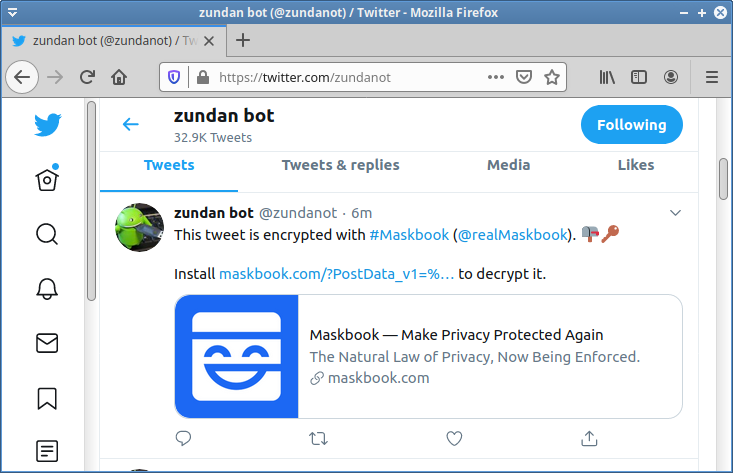 zundan bot (@zundanot) / Twitter - Mozilla Firefox
zundan bot (@zundanot) / Tw
https://twitter.com/zundanot
zundan bot
32.9K Tweets
Following
Tweets Tweets & replies Media Likes
zundan bot @zundanot · 6m
This tweet is encrypted with #Maskbook (@realMaskbook). 📬🔑
Install maskbook.com/?PostData_v1=%… to decrypt it.
Maskbook — Make Privacy Protected Again
The Natural Law of Privacy, Now Being Enforced.
maskbook.com